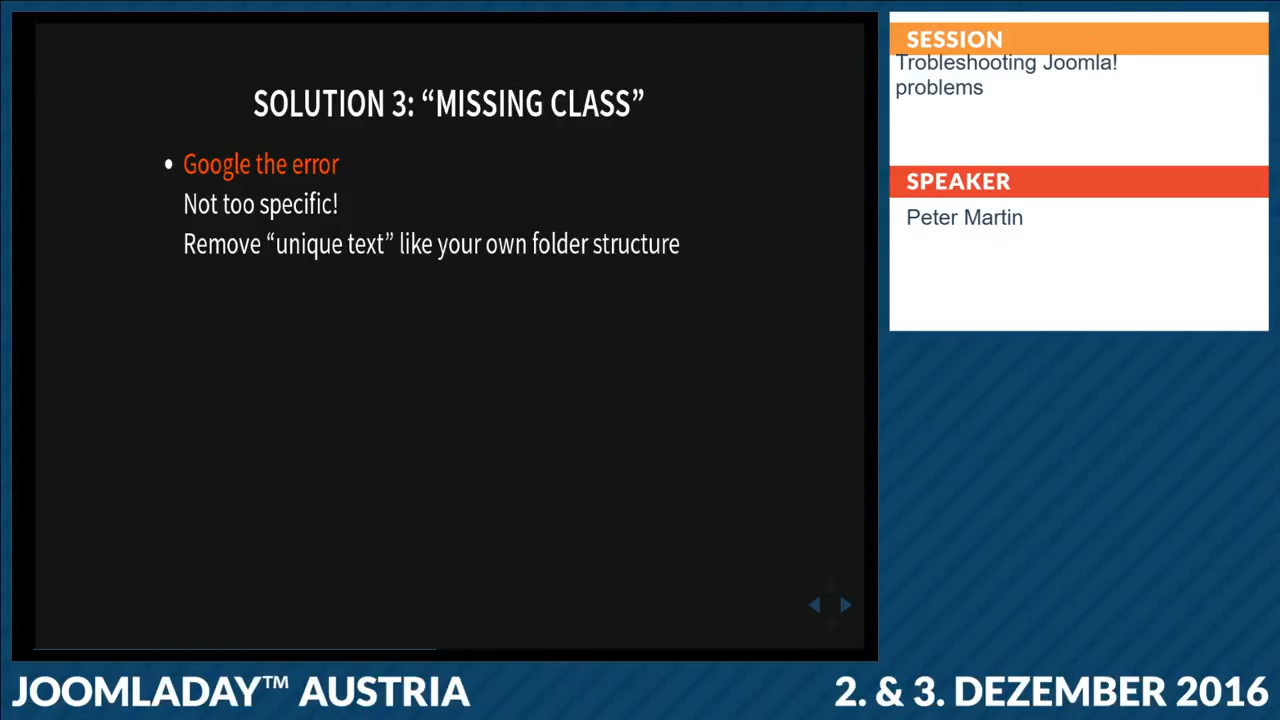 SOLUTION 3: “MISSING CLASS”
• Google the error
Not too specific!
Remove “unique text” like your own folder structure
SESSION
Trobleshooting Joomla!
problems
SPEAKER
Peter Martin
JOOMLADAY™ AUSTRIA
2. & 3. DEZEMBER 2016